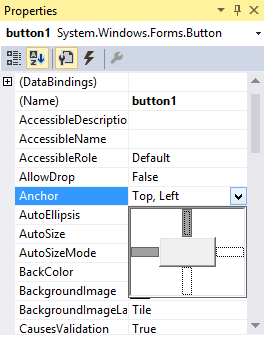 Properties
button1 System.Windows.Forms.Button
(DataBindings)
(Name) button1
AccessibleDescriptio
AccessibleName
AccessibleRole Default
AllowDrop False
Anchor Top, Left
AutoEllipsis
AutoSize
AutoSizeMode
BackColor
BackgroundImage
BackgroundImageLa Tile
CausesValidation True